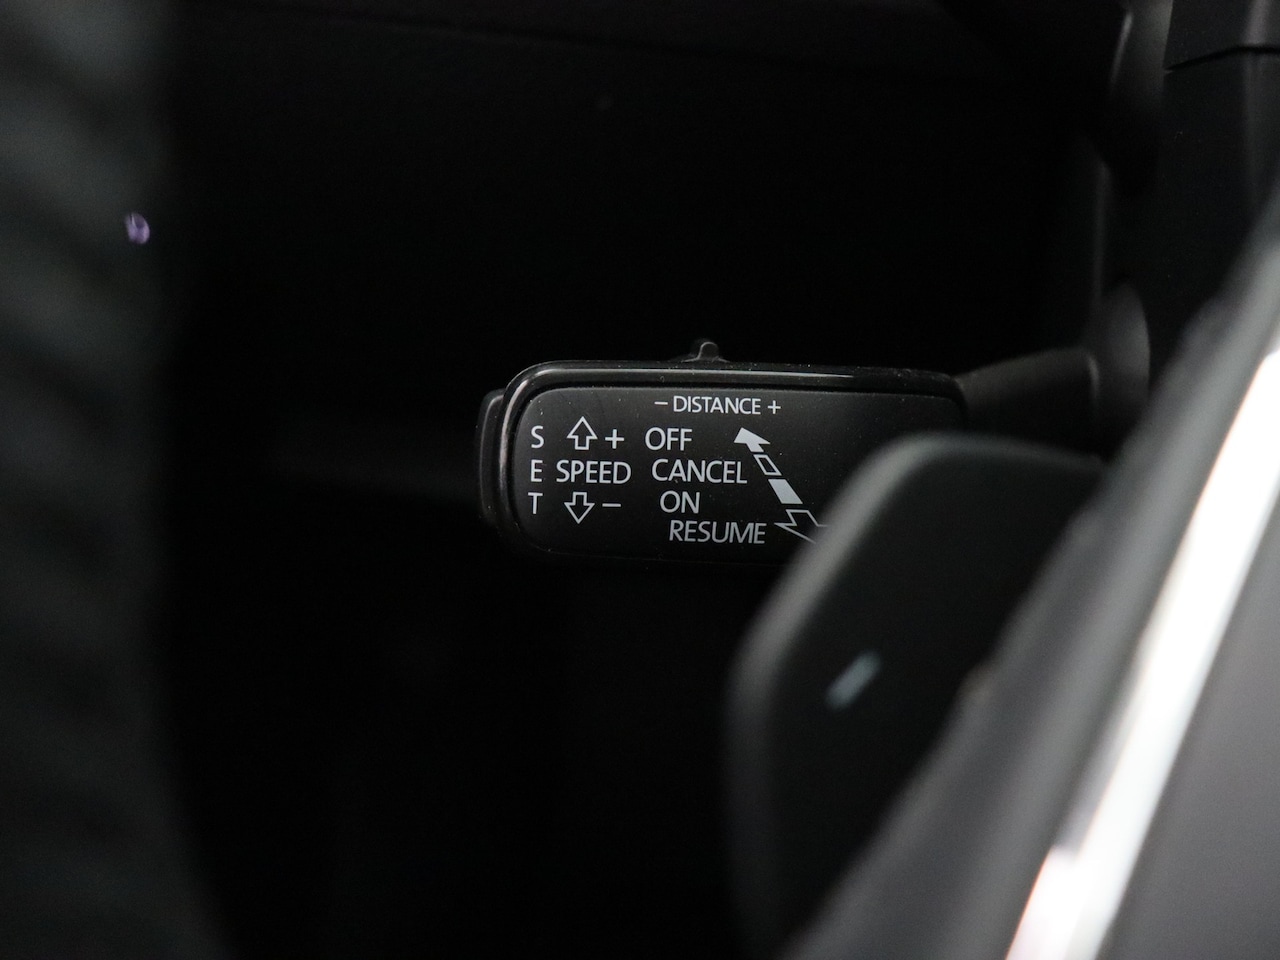 − DISTANCE +
S + OFF
E SPEED CANCEL
T − ON
RESUME